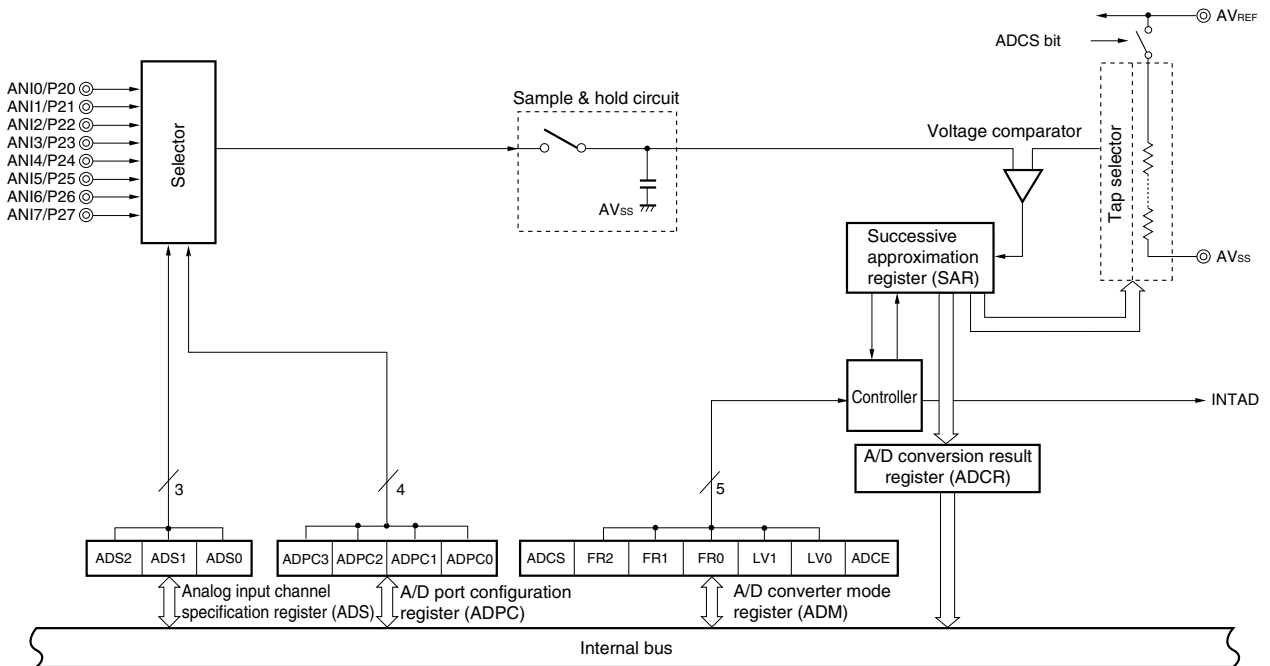 AVREF
ADCS bit
ANI0/P20
ANI1/P21
ANI2/P22
ANI3/P23
ANI4/P24
ANI5/P25
ANI6/P26
ANI7/P27
Selector
Sample & hold circuit
AVSS
Voltage comparator
Tap selector
AVSS
Successive
approximation
register (SAR)
Controller
INTAD
A/D conversion result
register (ADCR)
3
4
5
ADS2 ADS1 ADS0
ADPC3 ADPC2 ADPC1 ADPC0
ADCS FR2 FR1 FR0 LV1 LV0 ADCE
Analog input channel
specification register (ADS)
A/D port configuration
register (ADPC)
A/D converter mode
register (ADM)
Internal bus